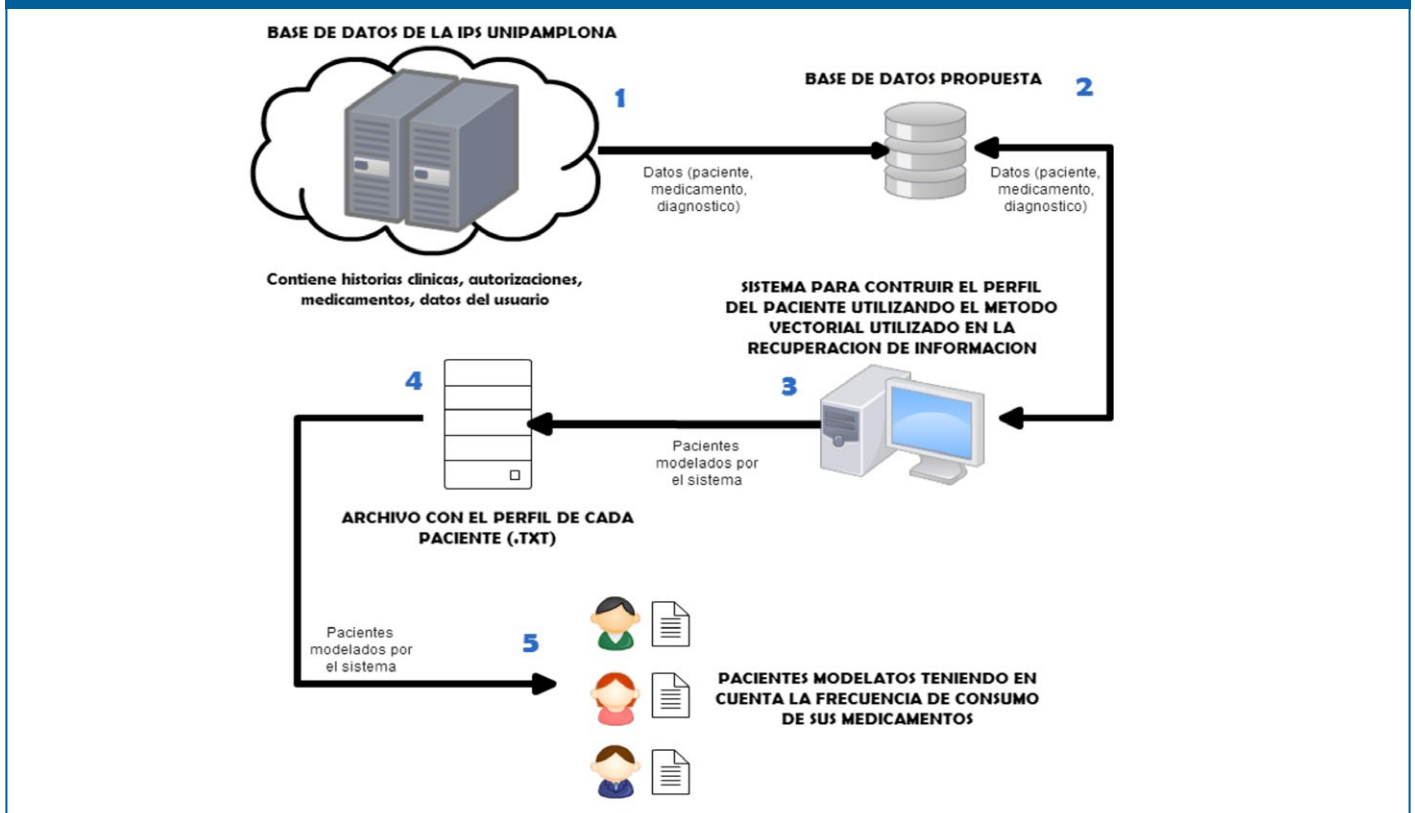 BASE DE DATOS DE LA IPS UNIPAMPLONA
1
Contiene historias clinicas, autorizaciones,
medicamentos, datos del usuario
Datos (paciente,
medicamento,
diagnostico)
BASE DE DATOS PROPUESTA
2
Datos (paciente,
medicamento,
diagnostico)
SISTEMA PARA CONTRUIR EL PERFIL
DEL PACIENTE UTILIZANDO EL METODO
VECTORIAL UTILIZADO EN LA
RECUPERACION DE INFORMACION
3
Pacientes
modelados por
el sistema
4
ARCHIVO CON EL PERFIL DE CADA
PACIENTE (.TXT)
Pacientes
modelados por
el sistema
5
PACIENTES MODELATOS TENIENDO EN
CUENTA LA FRECUENCIA DE CONSUMO
DE SUS MEDICAMENTOS